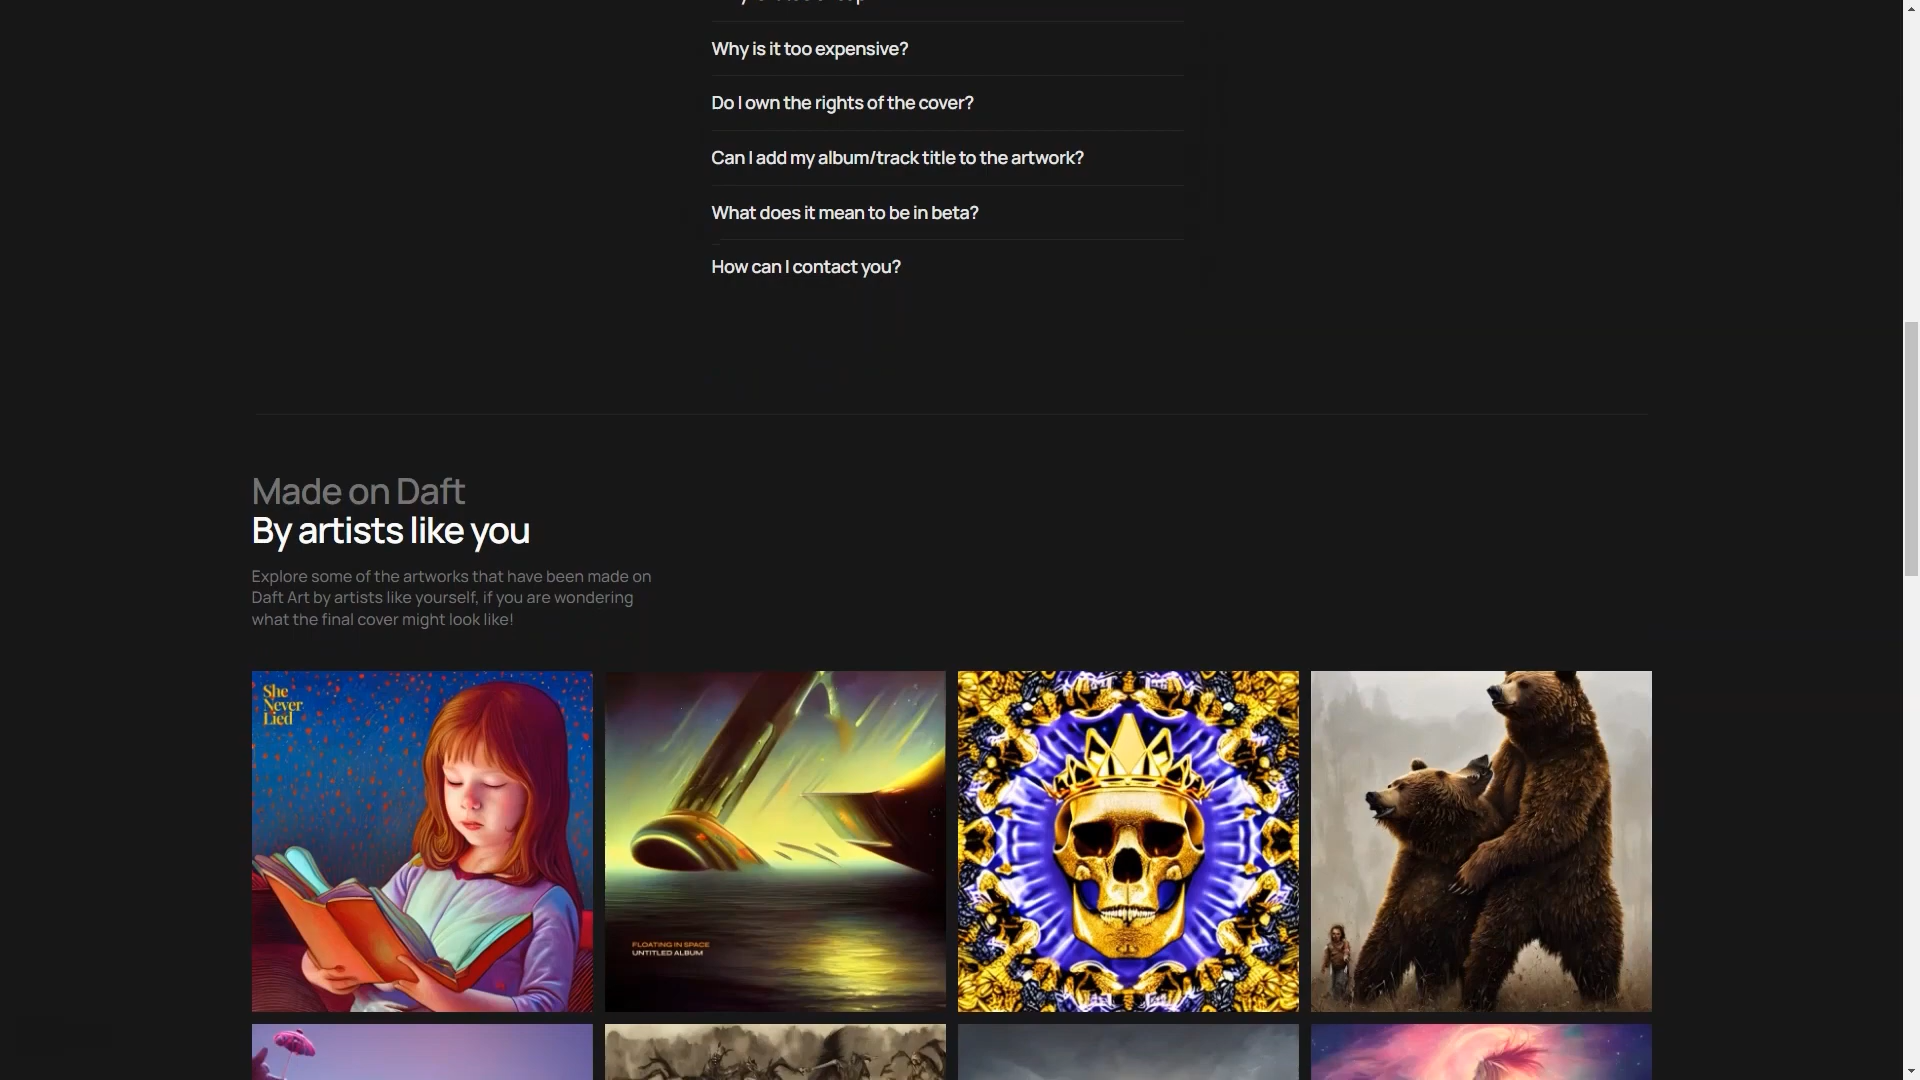 Why is it too expensive?
Do I own the rights of the cover?
Can I add my album/track title to the artwork?
What does it mean to be in beta?
How can I contact you?
Made on Daft
By artists like you
Explore some of the artworks that have been made on
Daft Art by artists like yourself, if you are wondering
what the final cover might look like!
She
Never
Lied
FLOATING IN SPACE
UNTITLED ALBUM